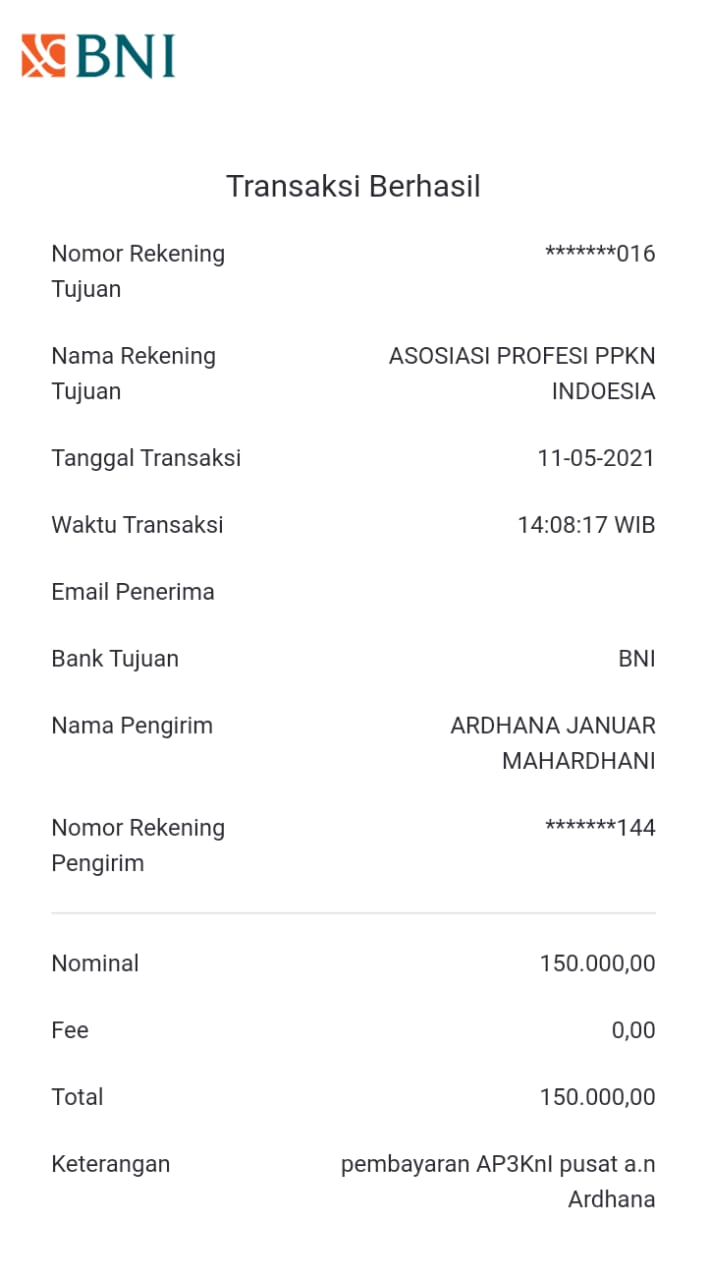 BNI
Transaksi Berhasil
Nomor Rekening Tujuan
*******016
Nama Rekening Tujuan
ASOSIASI PROFESI PPKN INDOESIA
Tanggal Transaksi
11-05-2021
Waktu Transaksi
14:08:17 WIB
Email Penerima
Bank Tujuan
BNI
Nama Pengirim
ARDHANA JANUAR MAHARDHANI
Nomor Rekening Pengirim
*******144
Nominal
150.000,00
Fee
0,00
Total
150.000,00
Keterangan
pembayaran AP3KnI pusat a.n Ardhana